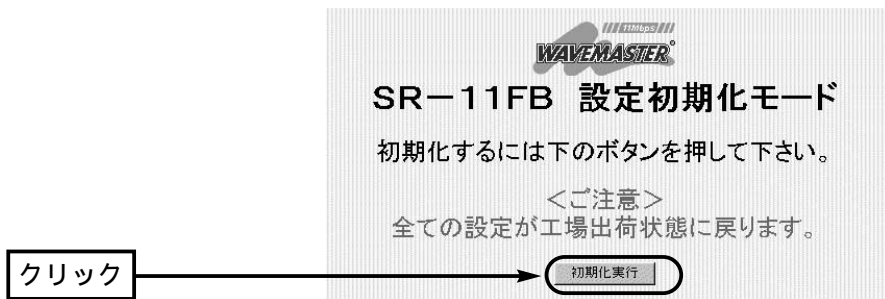 11Mbps
WAVEMASTER
SR－11FB 設定初期化モード
初期化するには下のボタンを押して下さい。
＜ご注意＞
全ての設定が工場出荷状態に戻ります。
クリック
初期化実行